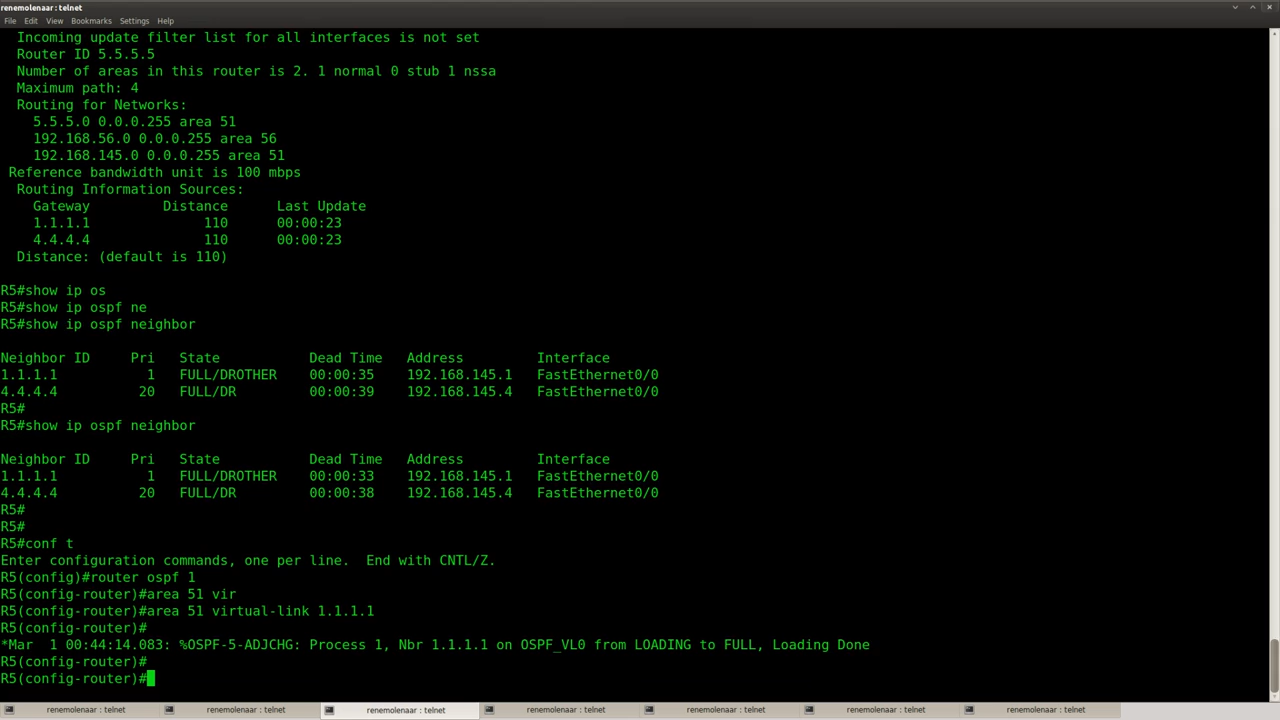 renemolenaar : telnet
File Edit View Bookmarks Settings Help
Incoming update filter list for all interfaces is not set
Router ID 5.5.5.5
Number of areas in this router is 2. 1 normal 0 stub 1 nssa
Maximum path: 4
Routing for Networks:
5.5.5.0 0.0.0.255 area 51
192.168.56.0 0.0.0.255 area 56
192.168.145.0 0.0.0.255 area 51
Reference bandwidth unit is 100 mbps
Routing Information Sources:
Gateway Distance Last Update
1.1.1.1 110 00:00:23
4.4.4.4 110 00:00:23
Distance: (default is 110)
R5#show ip os
R5#show ip ospf ne
R5#show ip ospf neighbor
Neighbor ID Pri State Dead Time Address Interface
1.1.1.1 1 FULL/DROTHER 00:00:35 192.168.145.1 FastEthernet0/0
4.4.4.4 20 FULL/DR 00:00:39 192.168.145.4 FastEthernet0/0
R5#
R5#show ip ospf neighbor
Neighbor ID Pri State Dead Time Address Interface
1.1.1.1 1 FULL/DROTHER 00:00:33 192.168.145.1 FastEthernet0/0
4.4.4.4 20 FULL/DR 00:00:38 192.168.145.4 FastEthernet0/0
R5#
R5#
R5#conf t
Enter configuration commands, one per line.  End with CNTL/Z.
R5(config)#router ospf 1
R5(config-router)#area 51 vir
R5(config-router)#area 51 virtual-link 1.1.1.1
R5(config-router)#
*Mar  1 00:44:14.083: %OSPF-5-ADJCHG: Process 1, Nbr 1.1.1.1 on OSPF_VL0 from LOADING to FULL, Loading Done
R5(config-router)#
R5(config-router)#
renemolenaar : telnet renemolenaar : telnet renemolenaar : telnet renemolenaar : telnet renemolenaar : telnet renemolenaar : telnet renemolenaar : telnet